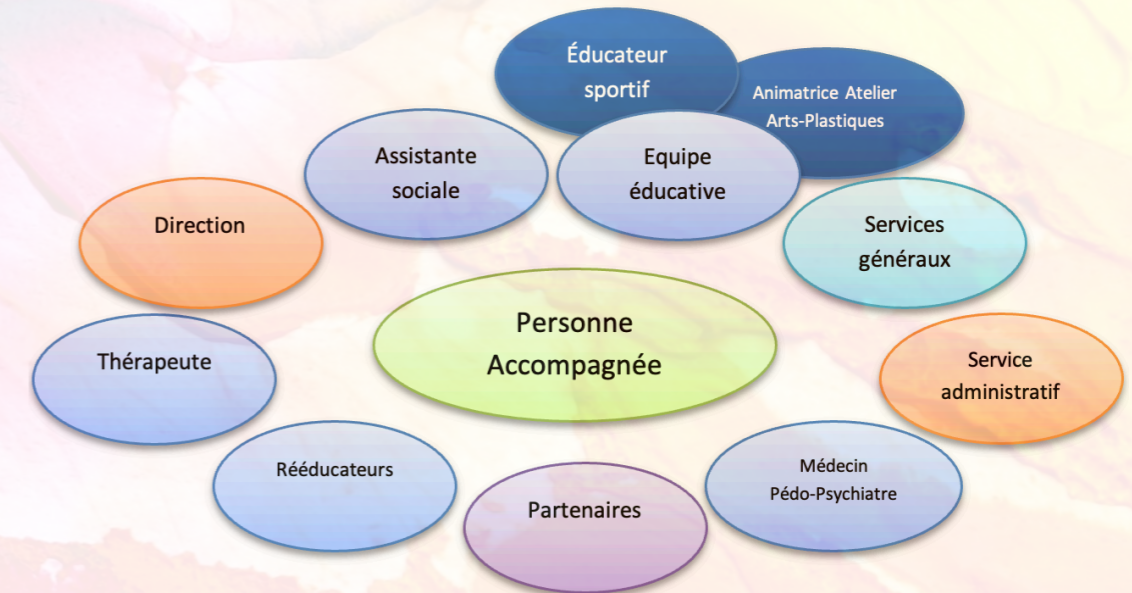 Éducateur
sportif
Animatrice Atelier
Arts-Plastiques
Assistante
sociale
Equipe
éducative
Direction
Services
généraux
Personne
Accompagnée
Thérapeute
Service
administratif
Rééducateurs
Médecin
Pédo-Psychiatre
Partenaires